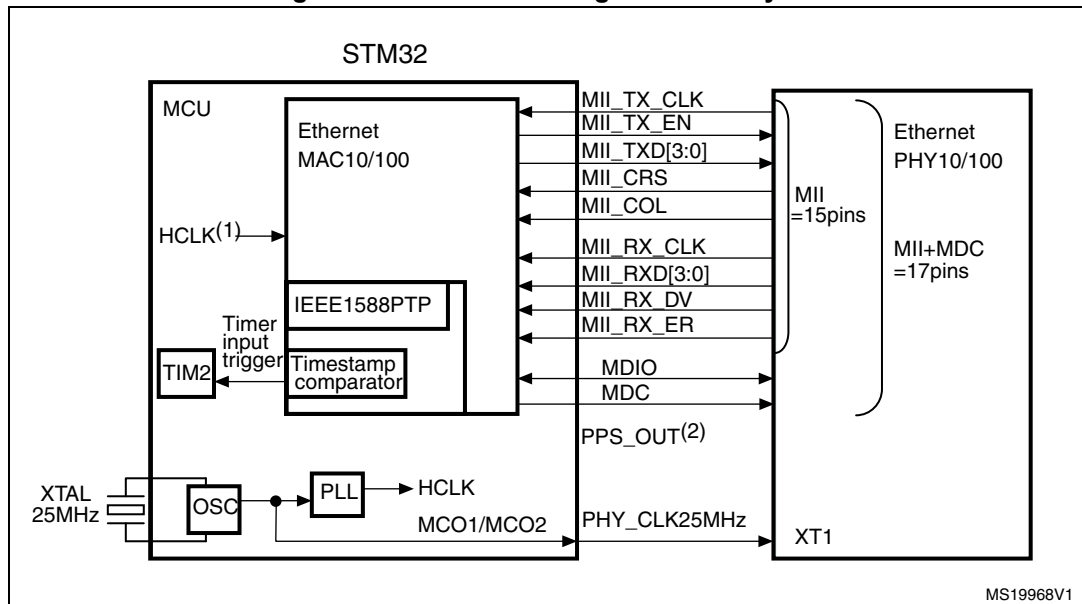 STM32
MCU
Ethernet
MAC10/100
HCLK(1)
IEEE1588PTP
Timer
input
trigger
Timestamp
comparator
TIM2
XTAL
25MHz
OSC
PLL
HCLK
MCO1/MCO2
MII_TX_CLK
MII_TX_EN
MII_TXD[3:0]
MII_CRS
MII_COL
MII_RX_CLK
MII_RXD[3:0]
MII_RX_DV
MII_RX_ER
MDIO
MDC
PPS_OUT(2)
PHY_CLK25MHz
MII
=15pins
Ethernet
PHY10/100
MII+MDC
=17pins
XT1
MS19968V1